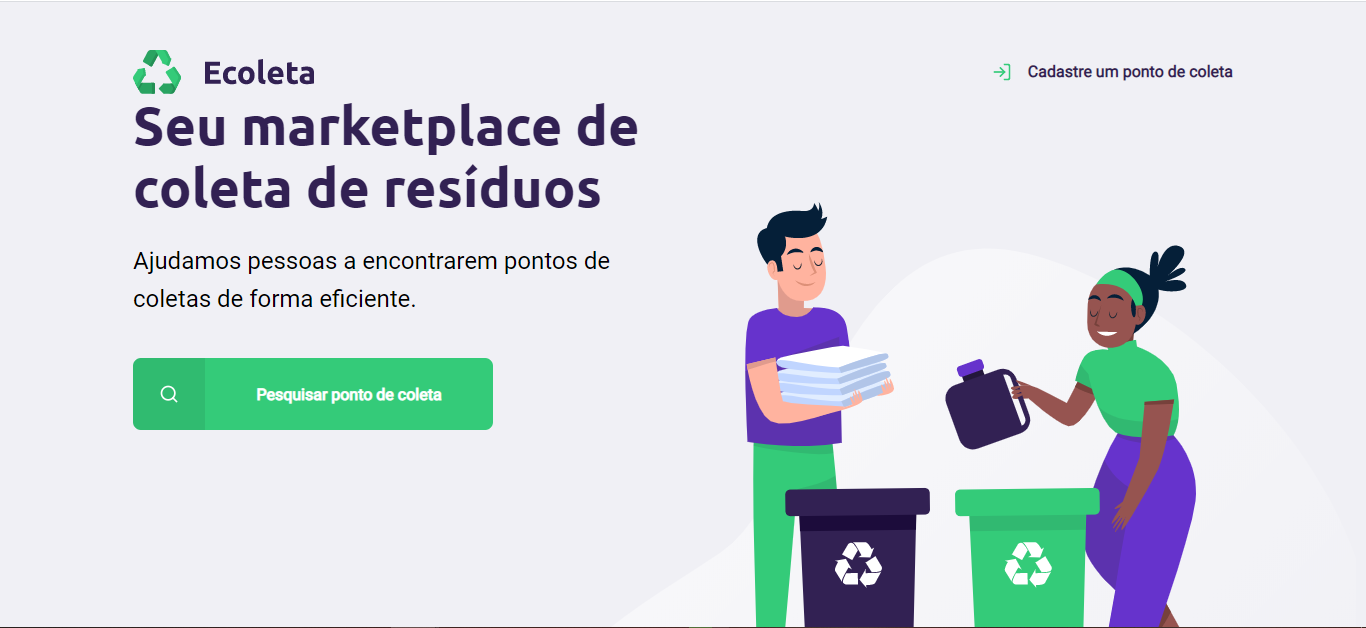 Ecoleta
Cadastre um ponto de coleta
Seu marketplace de
coleta de resíduos
Ajudamos pessoas a encontrarem pontos de
coletas de forma eficiente.
Pesquisar ponto de coleta